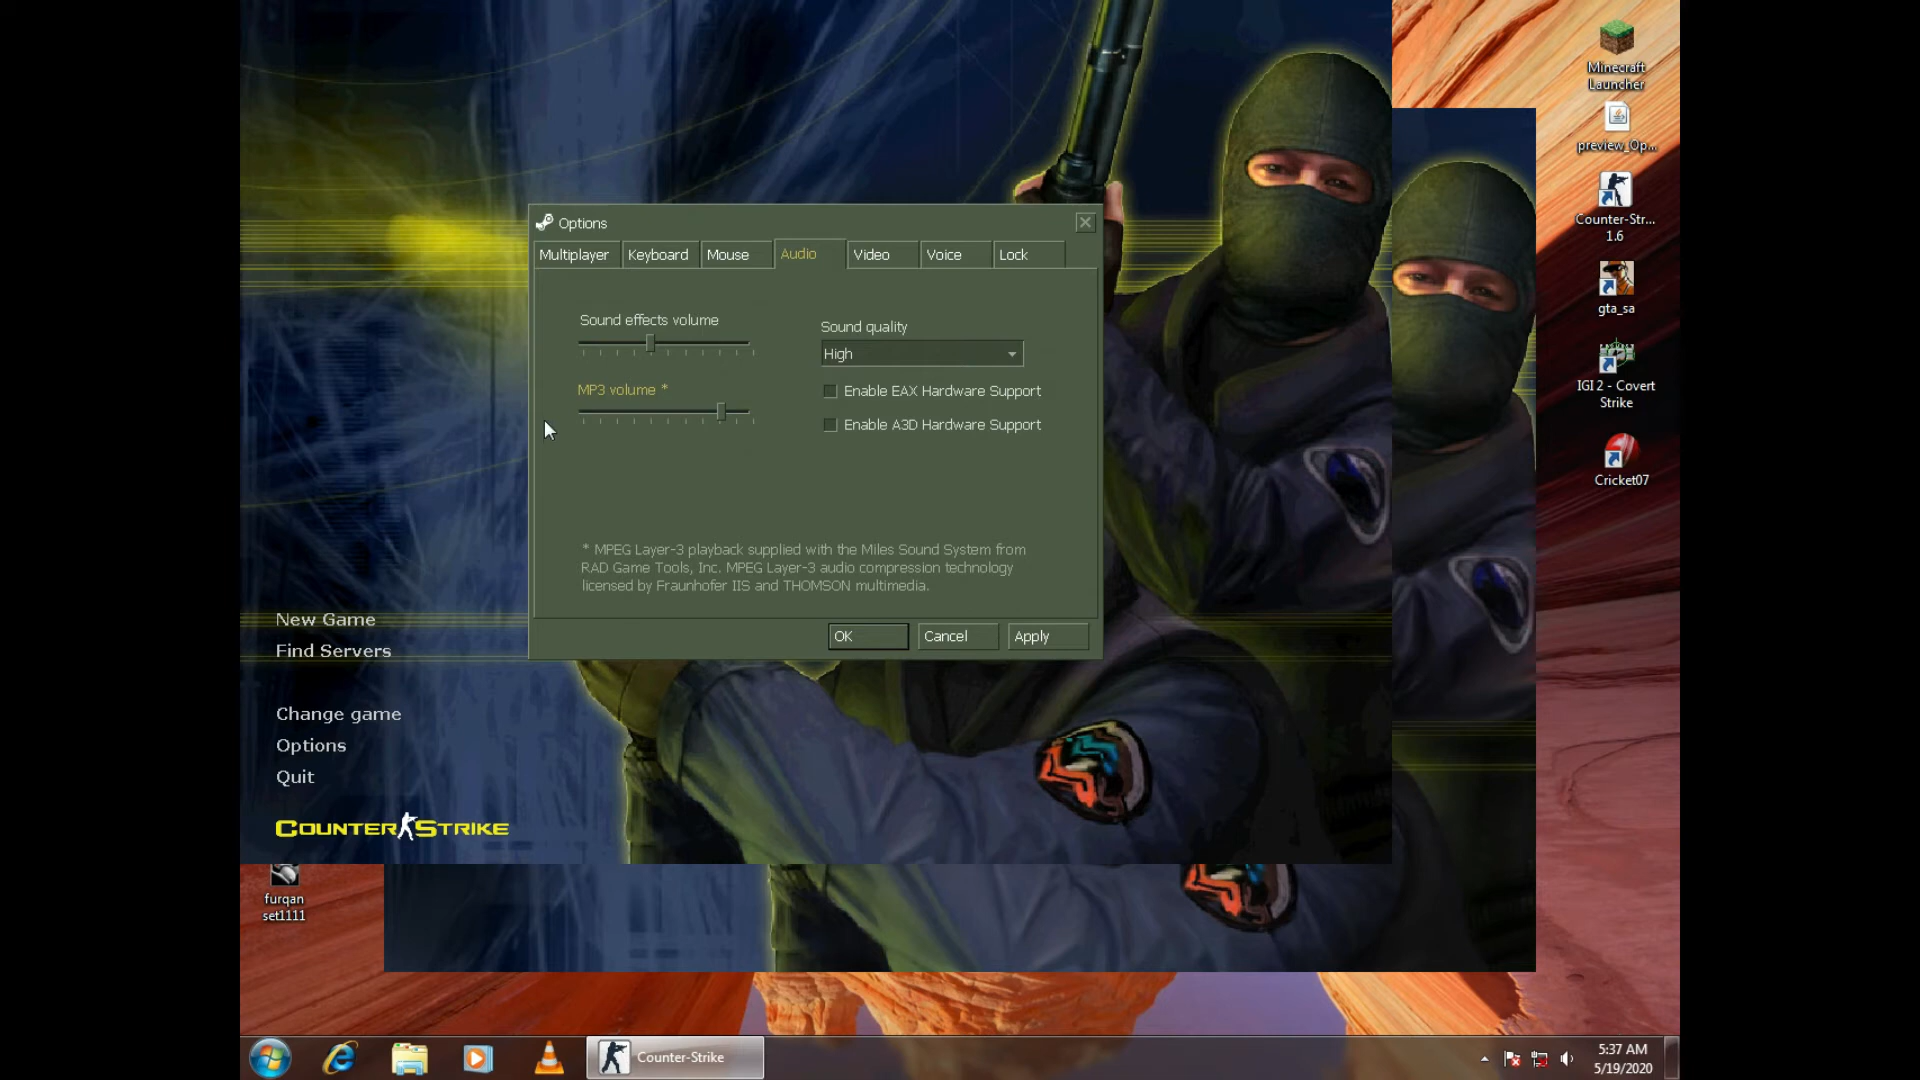 Options
Multiplayer
Keyboard
Mouse
Audio
Video
Voice
Lock
Sound effects volume
MP3 volume *
Sound quality
High
Enable EAX Hardware Support
Enable A3D Hardware Support
* MPEG Layer-3 playback supplied with the Miles Sound System from
RAD Game Tools, Inc. MPEG Layer-3 audio compression technology
licensed by Fraunhofer IIS and THOMSON multimedia.
OK
Cancel
Apply
New Game
Find Servers
Change game
Options
Quit
COUNTER STRIKE
Minecraft
Launcher
preview_Op...
Counter-Str...
1.6
gta_sa
IGI 2 - Covert
Strike
Cricket07
furqan
set1111
Counter-Strike
5:37 AM
5/19/2020